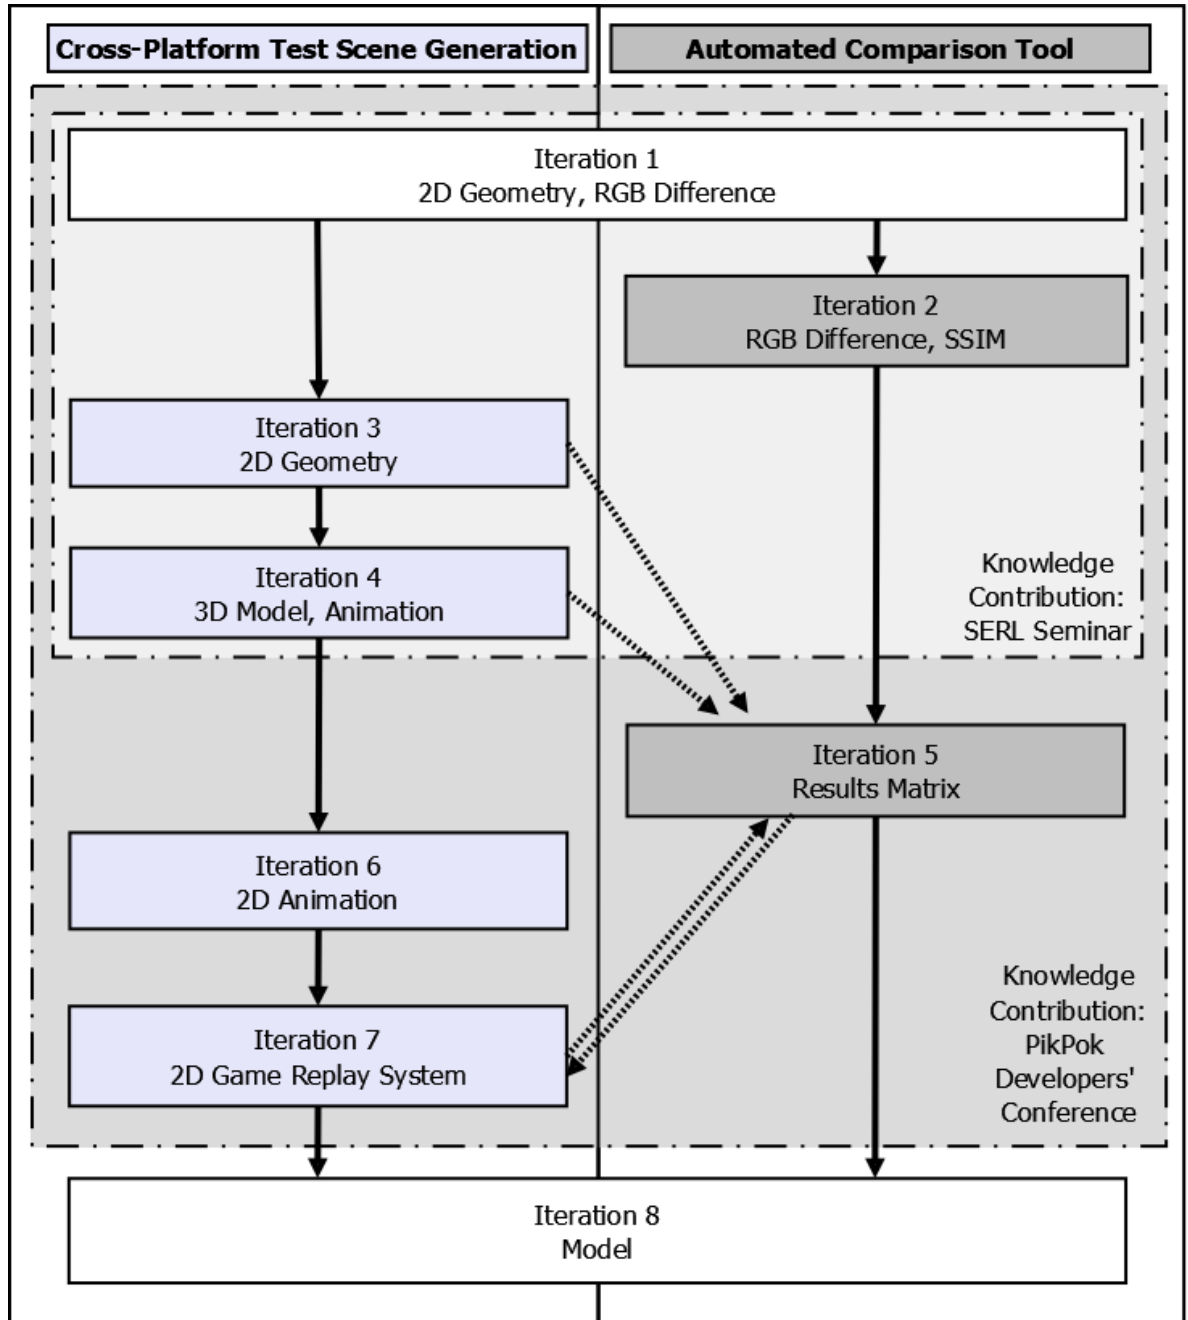 Cross-Platform Test Scene Generation
Automated Comparison Tool
Iteration 1
2D Geometry, RGB Difference
Iteration 2
RGB Difference, SSIM
Iteration 3
2D Geometry
Iteration 4
3D Model, Animation
Knowledge
Contribution:
SERL Seminar
Iteration 5
Results Matrix
Iteration 6
2D Animation
Iteration 7
2D Game Replay System
Knowledge
Contribution:
PikPok
Developers'
Conference
Iteration 8
Model